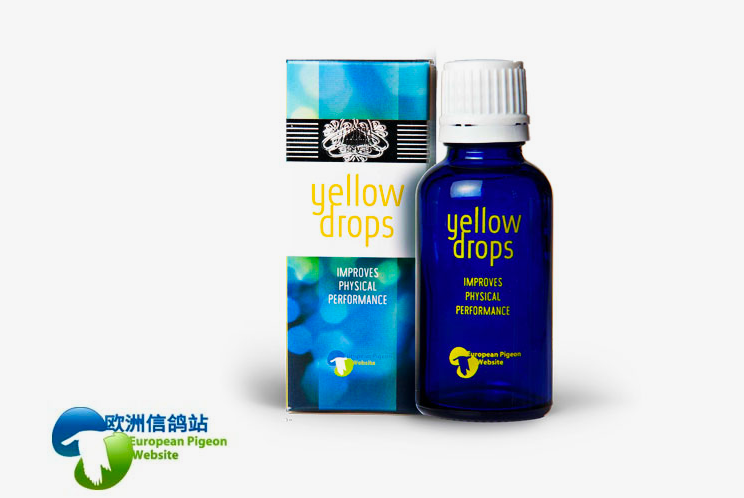 yellow
drops
IMPROVES
PHYSICAL
PERFORMANCE
Website
yellow
drops
IMPROVES
PHYSICAL
PERFORMANCE
European Pigeon
Website
欧洲信鸽站
European Pigeon
Website